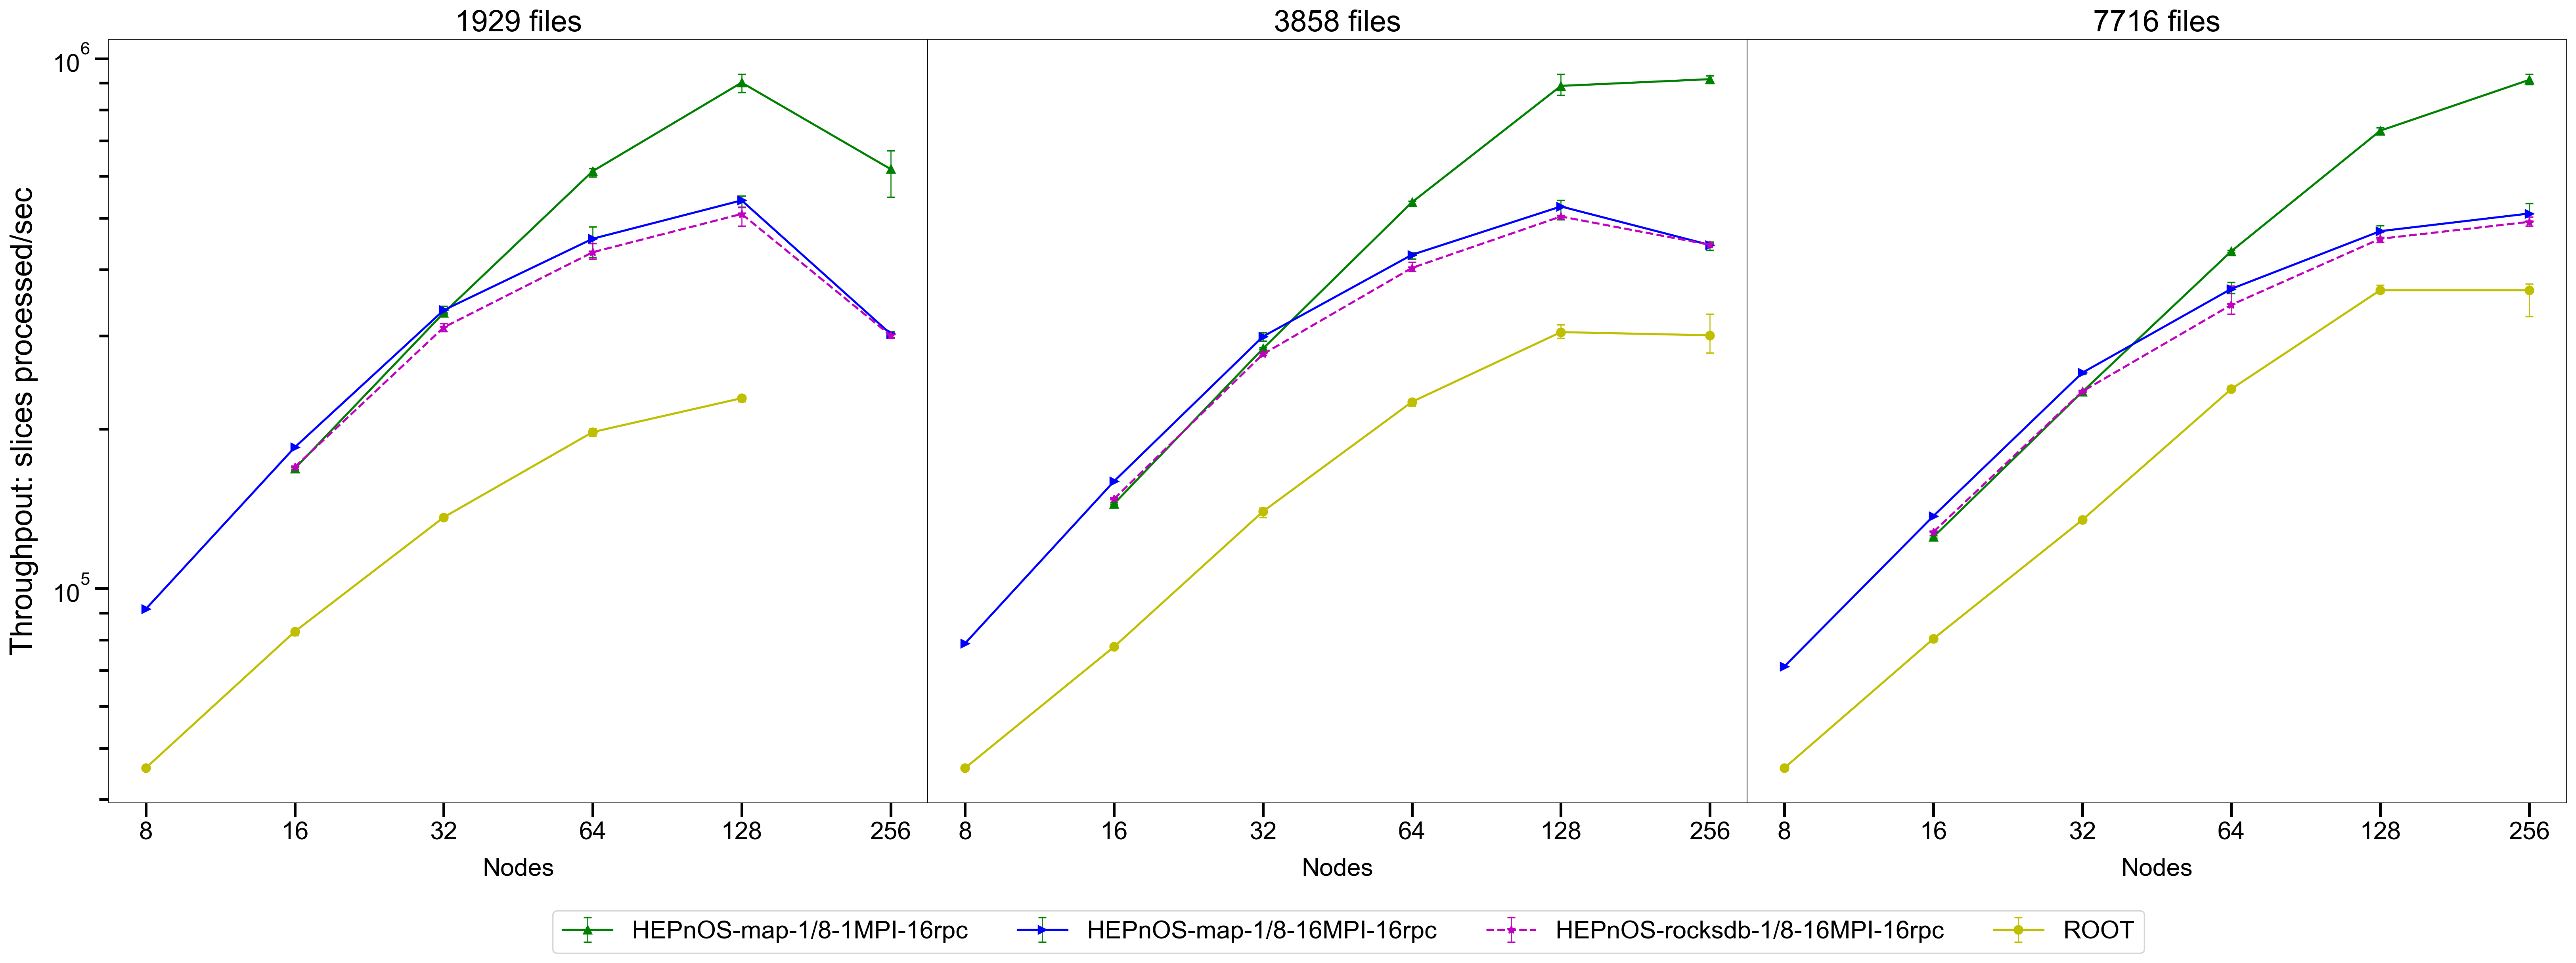 1929 files
3858 files
7716 files
Throughpout: slices processed/sec
10^6
10^5
8 16 32 64 128 256
8 16 32 64 128 256
8 16 32 64 128 256
Nodes
Nodes
Nodes
HEPnOS-map-1/8-1MPI-16rpc
HEPnOS-map-1/8-16MPI-16rpc
HEPnOS-rocksdb-1/8-16MPI-16rpc
ROOT